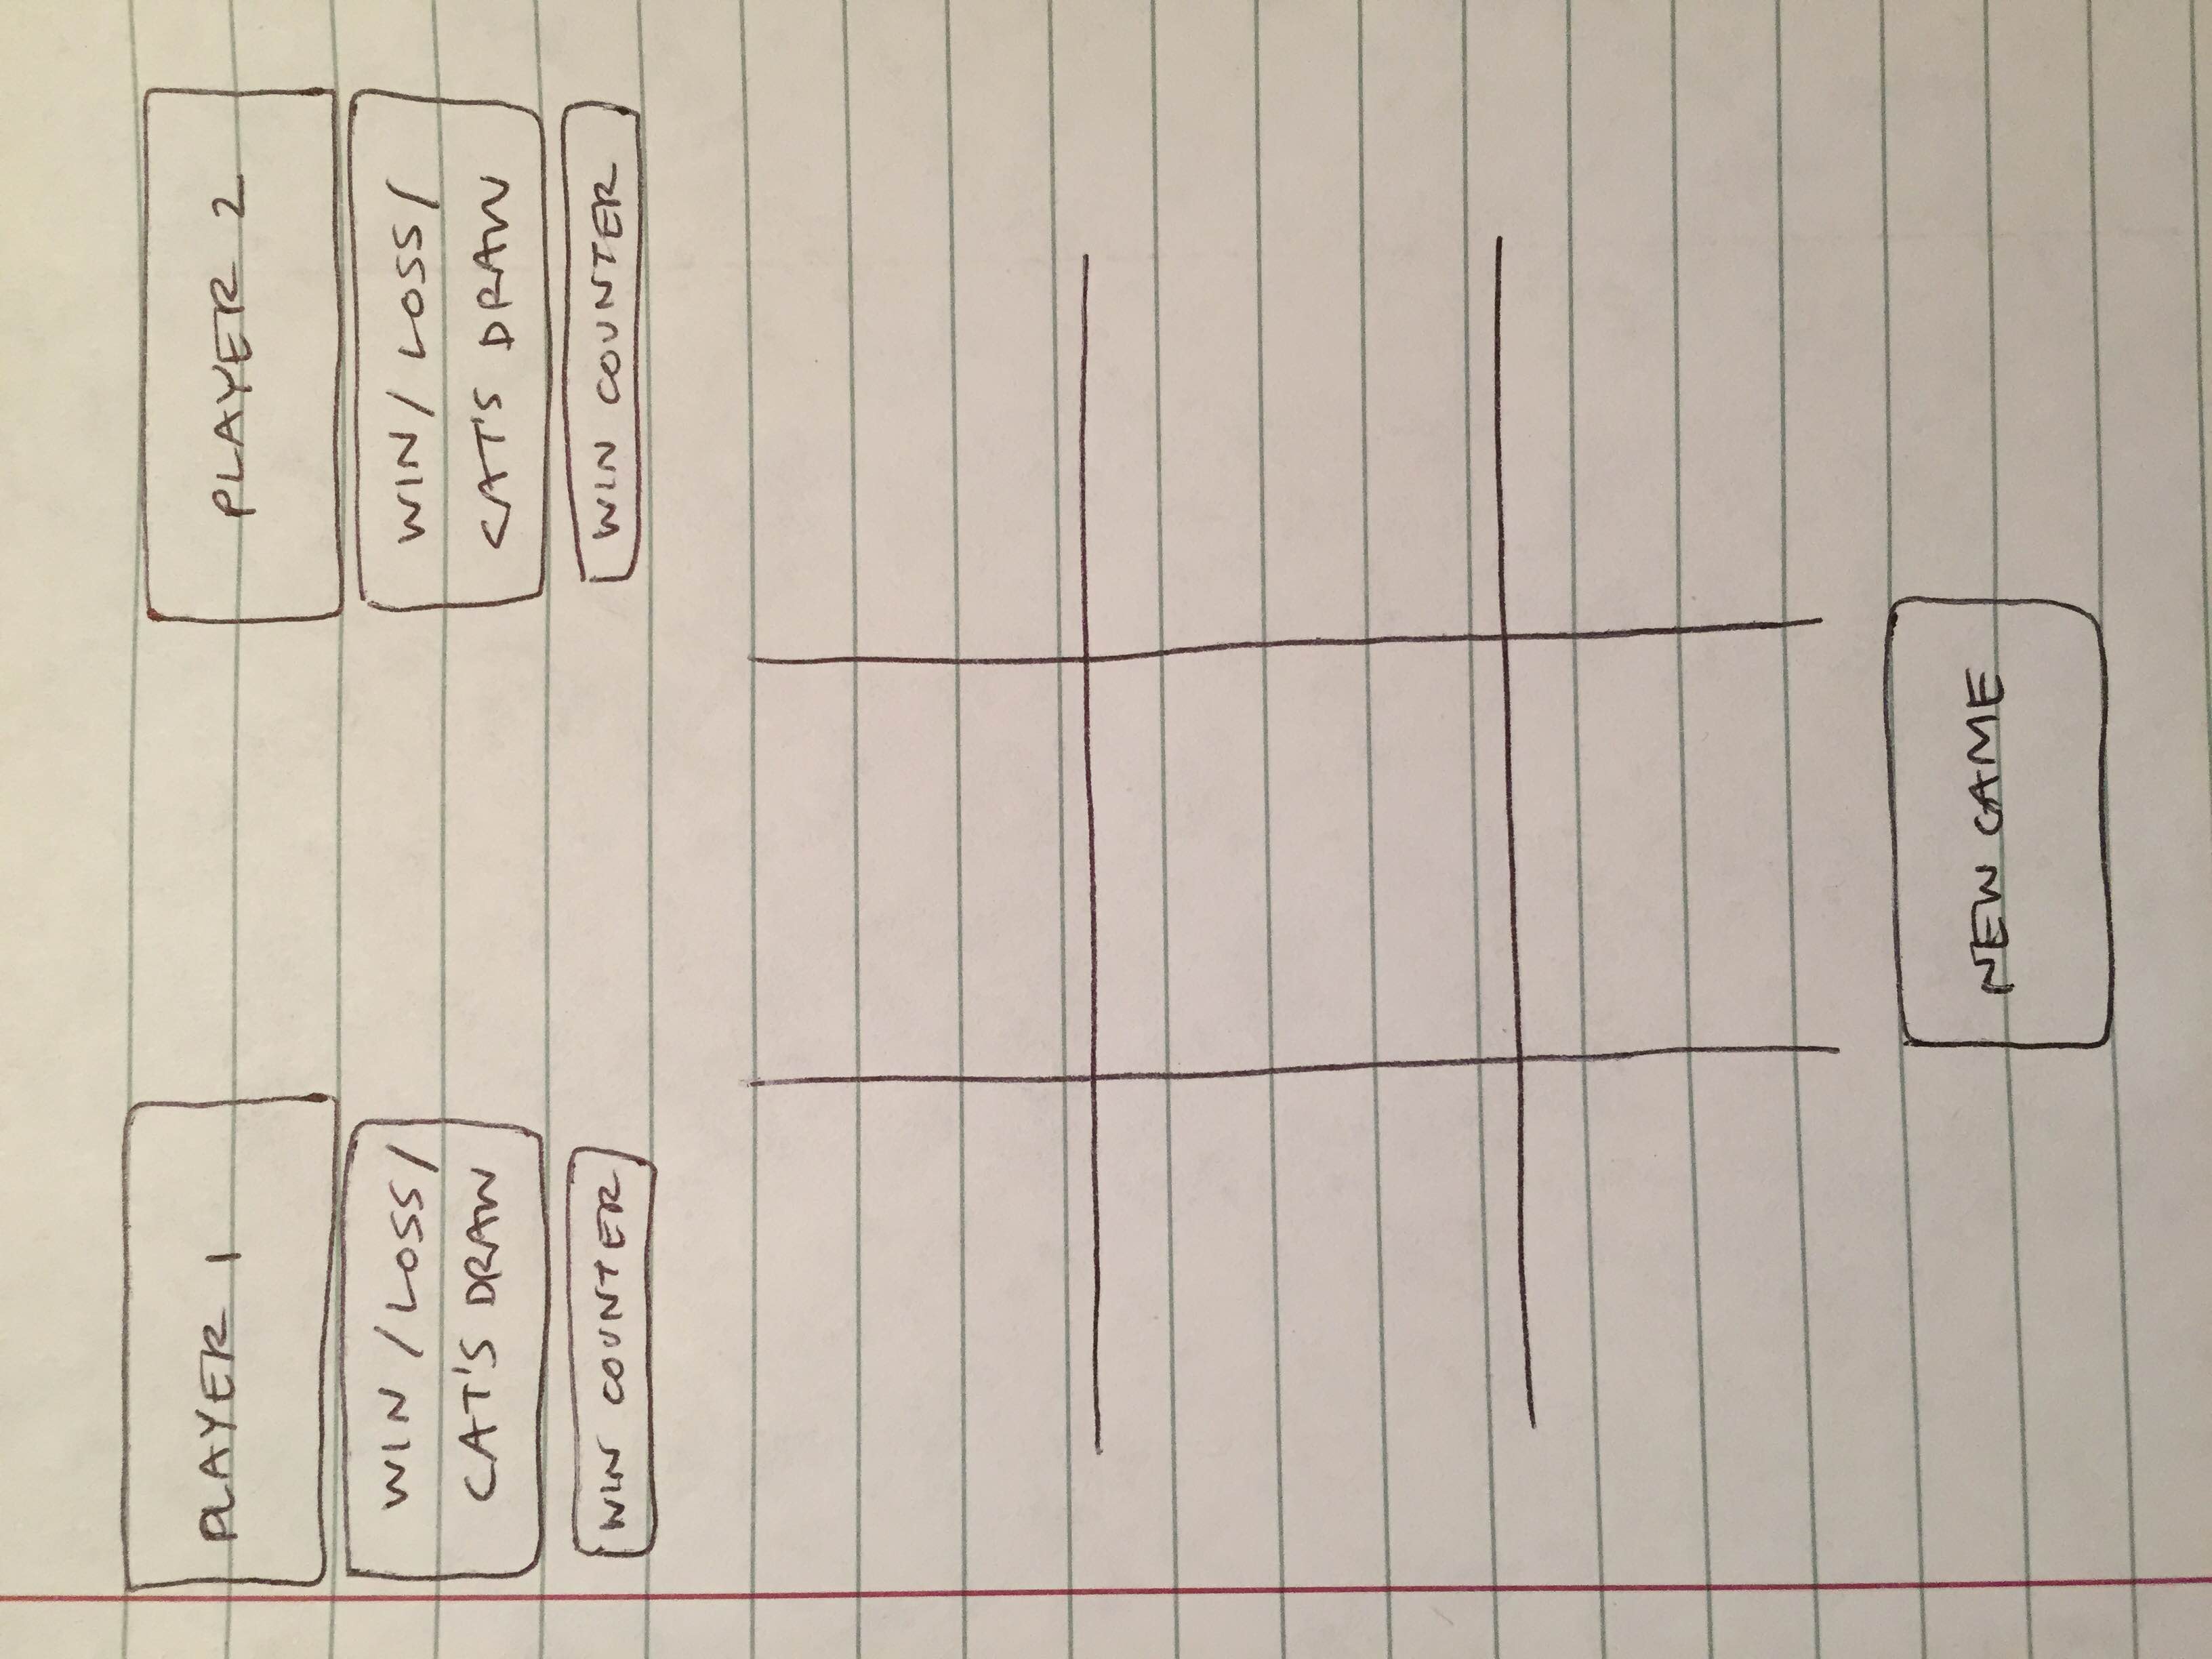 PLAYER 1
PLAYER 2
WIN / LOSS /
CAT'S DRAW
WIN / LOSS /
CAT'S DRAW
WIN COUNTER
WIN COUNTER
NEW GAME